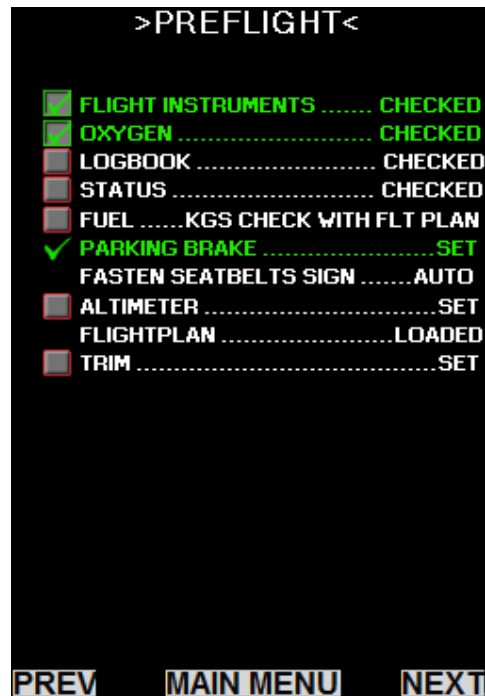 >PREFLIGHT<
FLIGHT INSTRUMENTS ....... CHECKED
OXYGEN .......................... CHECKED
LOGBOOK ........................ CHECKED
STATUS ........................... CHECKED
FUEL ......KGS CHECK WITH FLT PLAN
PARKING BRAKE .......................SET
FASTEN SEATBELTS SIGN .......AUTO
ALTIMETER ................................SET
FLIGHTPLAN .......................LOADED
TRIM ........................................SET
PREV MAIN MENU NEXT